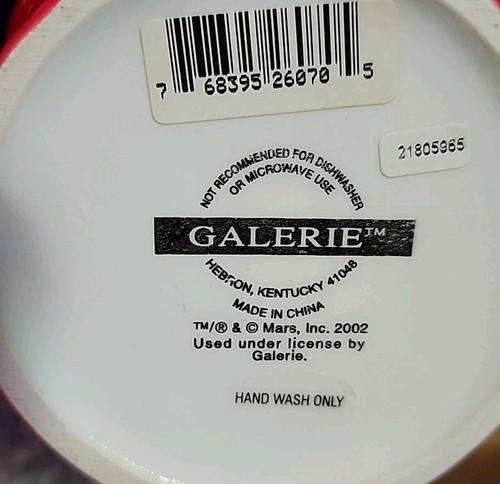 7 68395 26070 5
21805965
NOT RECOMMENDED FOR DISHWASHER
OR MICROWAVE USE
GALERIE™
HEBRON, KENTUCKY 41048
MADE IN CHINA
™/® & © Mars, Inc. 2002
Used under license by
Galerie.
HAND WASH ONLY